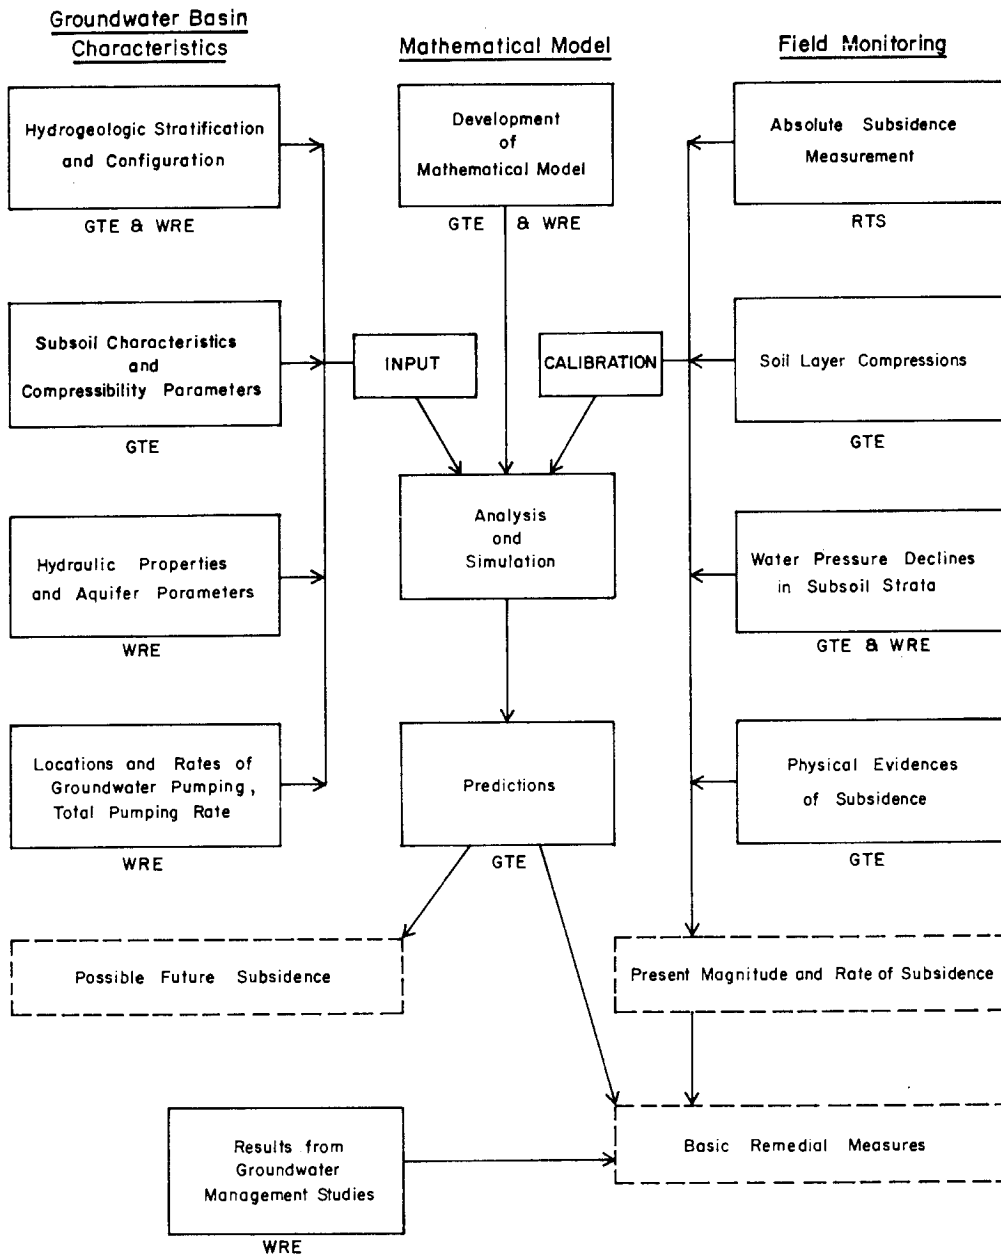 Groundwater Basin
Characteristics
Hydrogeologic Stratification
and Configuration
GTE & WRE
Subsoil Characteristics
and
Compressibility Parameters
GTE
Hydraulic Properties
and Aquifer Parameters
WRE
Locations and Rates of
Groundwater Pumping,
Total Pumping Rate
WRE
Mathematical Model
Development
of
Mathematical Model
GTE & WRE
INPUT
CALIBRATION
Analysis
and
Simulation
Predictions
GTE
Field Monitoring
Absolute Subsidence
Measurement
RTS
Soil Layer Compressions
GTE
Water Pressure Declines
in Subsoil Strata
GTE & WRE
Physical Evidences
of Subsidence
GTE
Possible Future Subsidence
Present Magnitude and Rate of Subsidence
Results from
Groundwater
Management Studies
WRE
Basic Remedial Measures